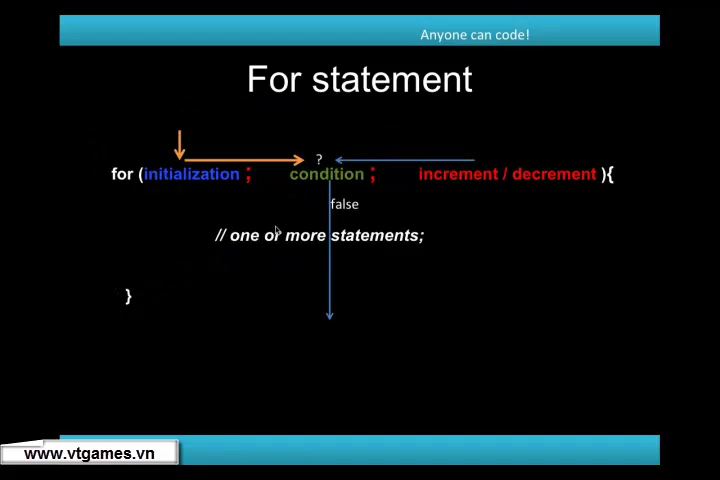 Anyone can code!
For statement
?
for (initialization ; condition ; increment / decrement ){
false
// one or more statements;
}
www.vtgames.vn